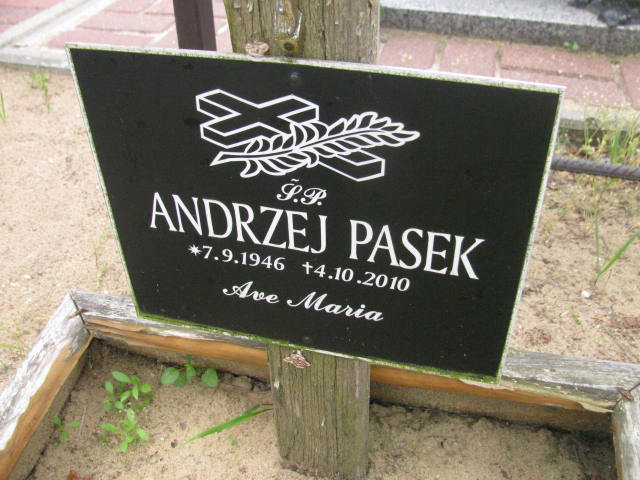 Ś.P.
ANDRZEJ PASEK
*7.9.1946 †4.10.2010
Ave Maria